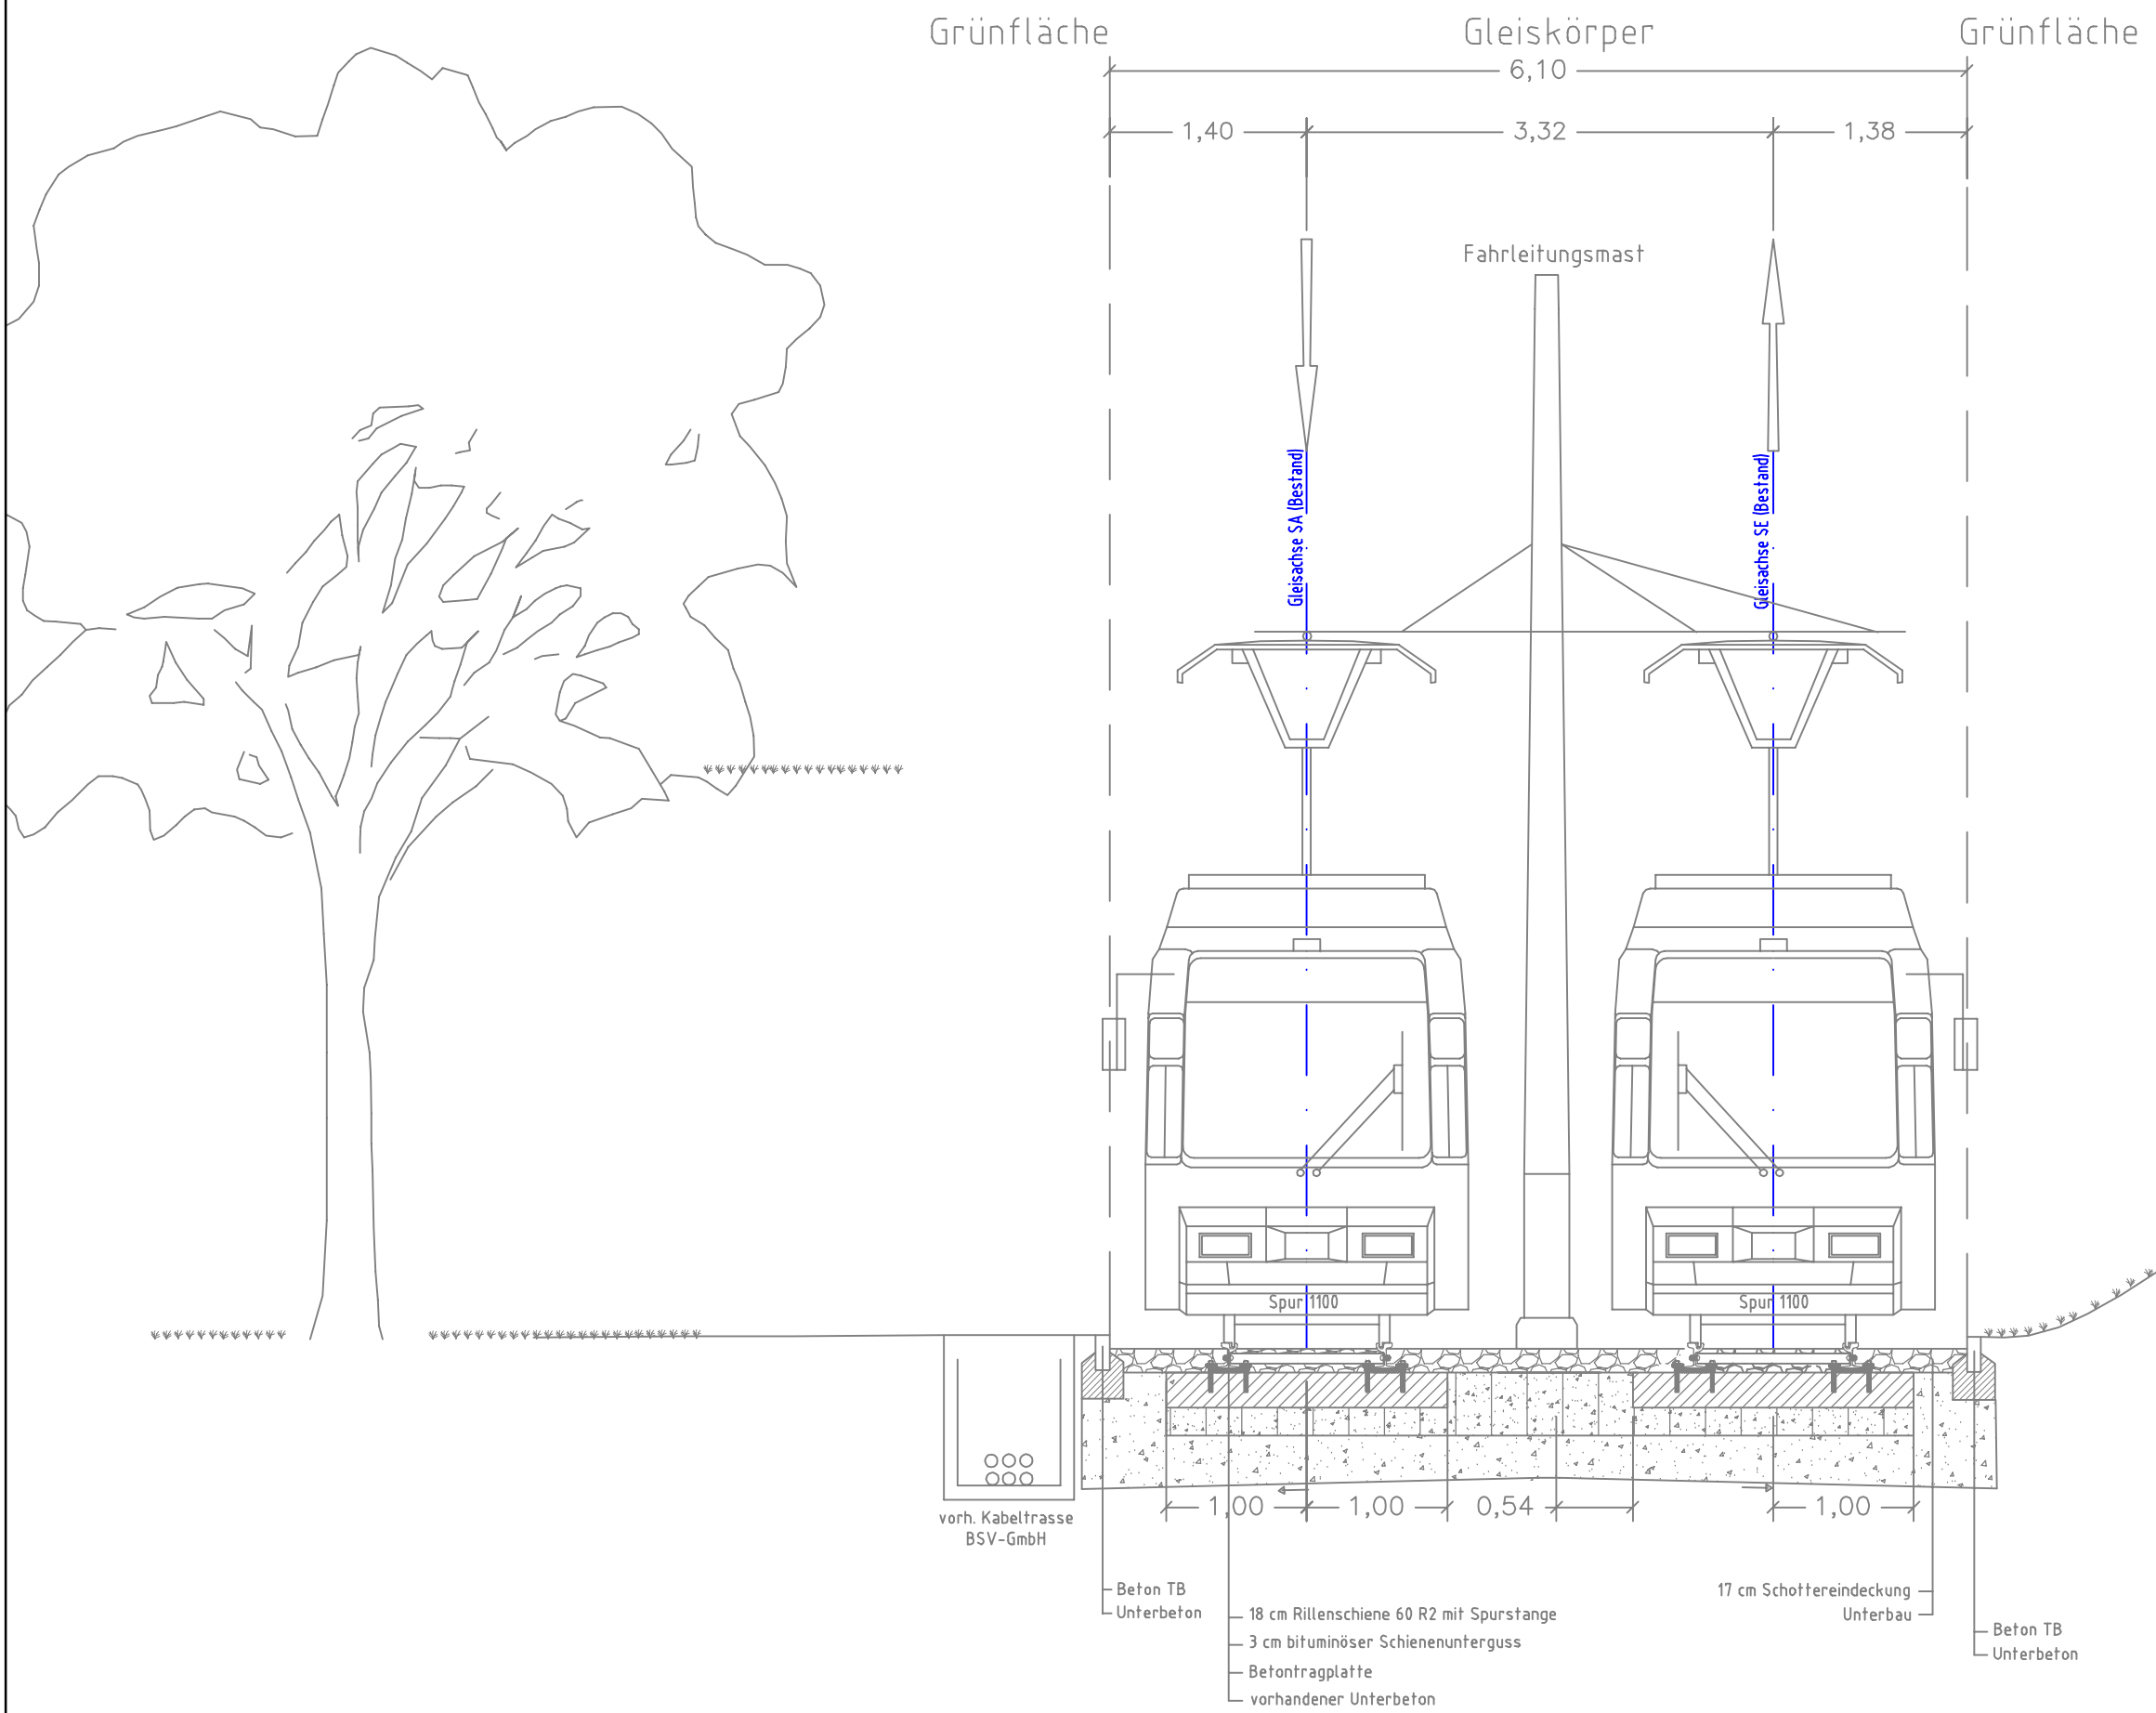 Grünfläche
Gleiskörper
Grünfläche
6,10
1,40
3,32
1,38
Fahrleitungsmast
Gleisachse SA (Bestand)
Gleisachse SE (Bestand)
Spur 1100
Spur 1100
1,00
1,00
0,54
1,00
vorh. Kabeltrasse
BSV-GmbH
Beton TB
Unterbeton
18 cm Rillenschiene 60 R2 mit Spurstange
3 cm bituminöser Schienenunterguss
Betontragplatte
vorhandener Unterbeton
17 cm Schottereindeckung
Unterbau
Beton TB
Unterbeton